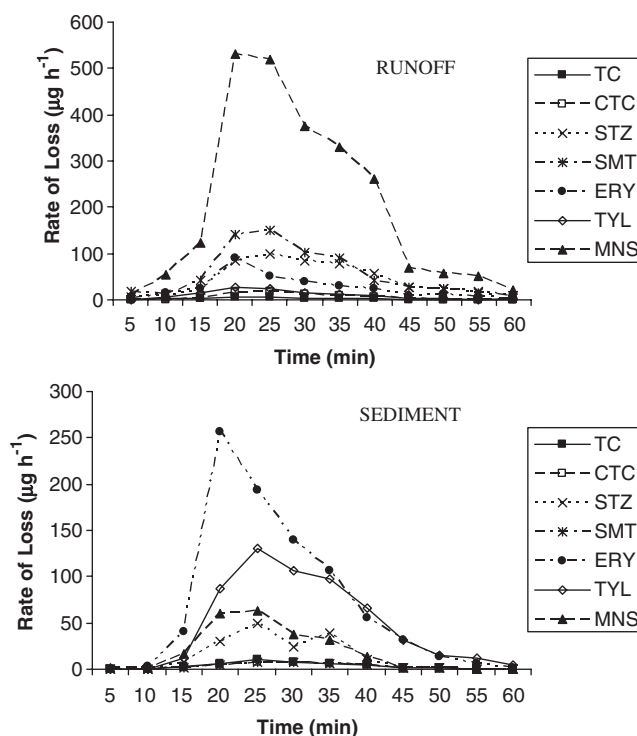 RUNOFF
Rate of Loss (µg h⁻¹)
600
500
400
300
200
100
0
5 10 15 20 25 30 35 40 45 50 55 60
Time (min)
TC
CTC
STZ
SMT
ERY
TYL
MNS
SEDIMENT
Rate of Loss (µg h⁻¹)
300
250
200
150
100
50
0
5 10 15 20 25 30 35 40 45 50 55 60
Time (min)
TC
CTC
STZ
SMT
ERY
TYL
MNS